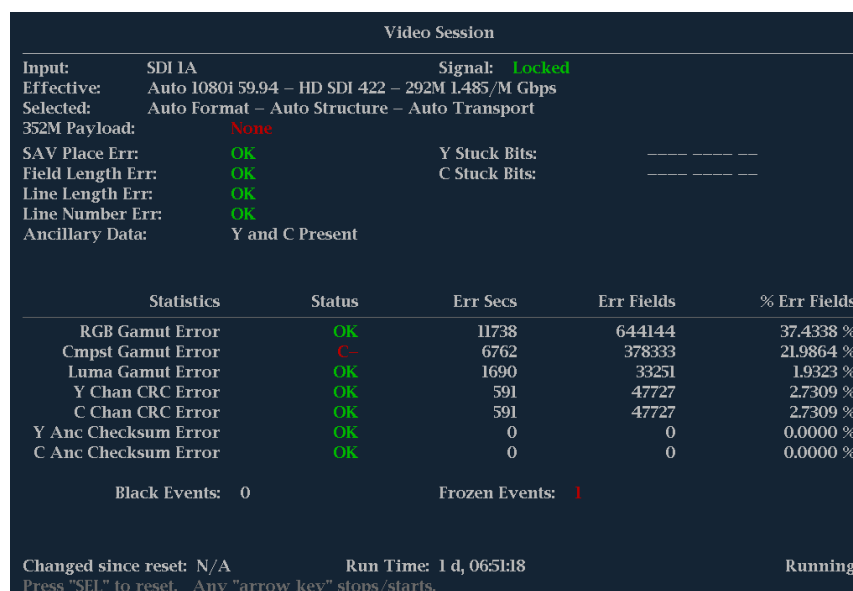 Video Session
Input: SDI 1A Signal: Locked
Effective: Auto 1080i 59.94 – HD SDI 422 – 292M 1.485/M Gbps
Selected: Auto Format – Auto Structure – Auto Transport
352M Payload: None
SAV Place Err: OK Y Stuck Bits: –––– –––– ––
Field Length Err: OK C Stuck Bits: –––– –––– ––
Line Length Err: OK
Line Number Err: OK
Ancillary Data: Y and C Present
Statistics Status Err Secs Err Fields % Err Fields
RGB Gamut Error OK 11738 644144 37.4338 %
Cmpst Gamut Error C– 6762 378333 21.9864 %
Luma Gamut Error OK 1690 33251 1.9323 %
Y Chan CRC Error OK 591 47727 2.7309 %
C Chan CRC Error OK 591 47727 2.7309 %
Y Anc Checksum Error OK 0 0 0.0000 %
C Anc Checksum Error OK 0 0 0.0000 %
Black Events: 0 Frozen Events: 1
Changed since reset: N/A Run Time: 1 d, 06:51:18 Running
Press "SEL" to reset. Any "arrow key" stops/starts.